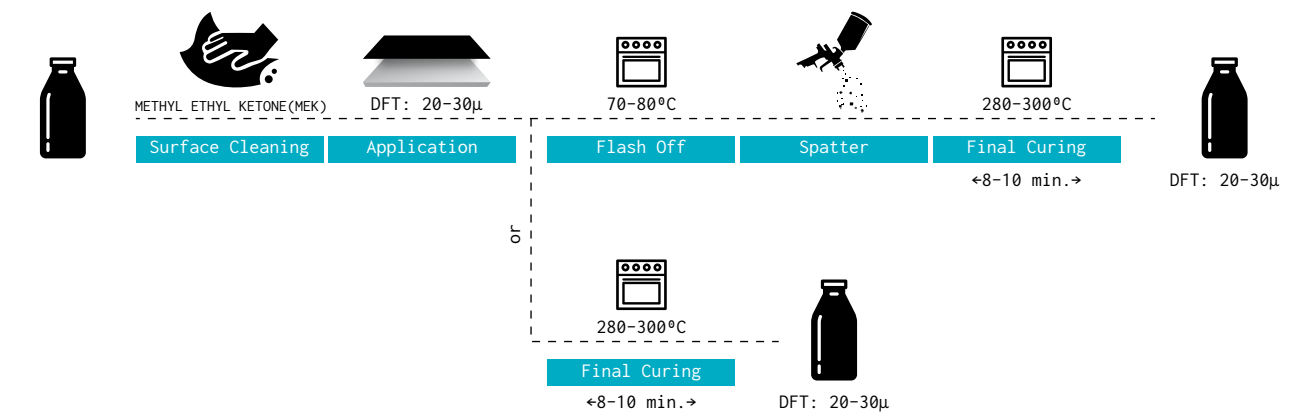 METHYL ETHYL KETONE(MEK)
DFT: 20-30μ
70-80ºC
280-300ºC
Surface Cleaning
Application
Flash Off
Spatter
Final Curing
←8-10 min.→
DFT: 20-30μ
or
280-300ºC
Final Curing
←8-10 min.→
DFT: 20-30μ